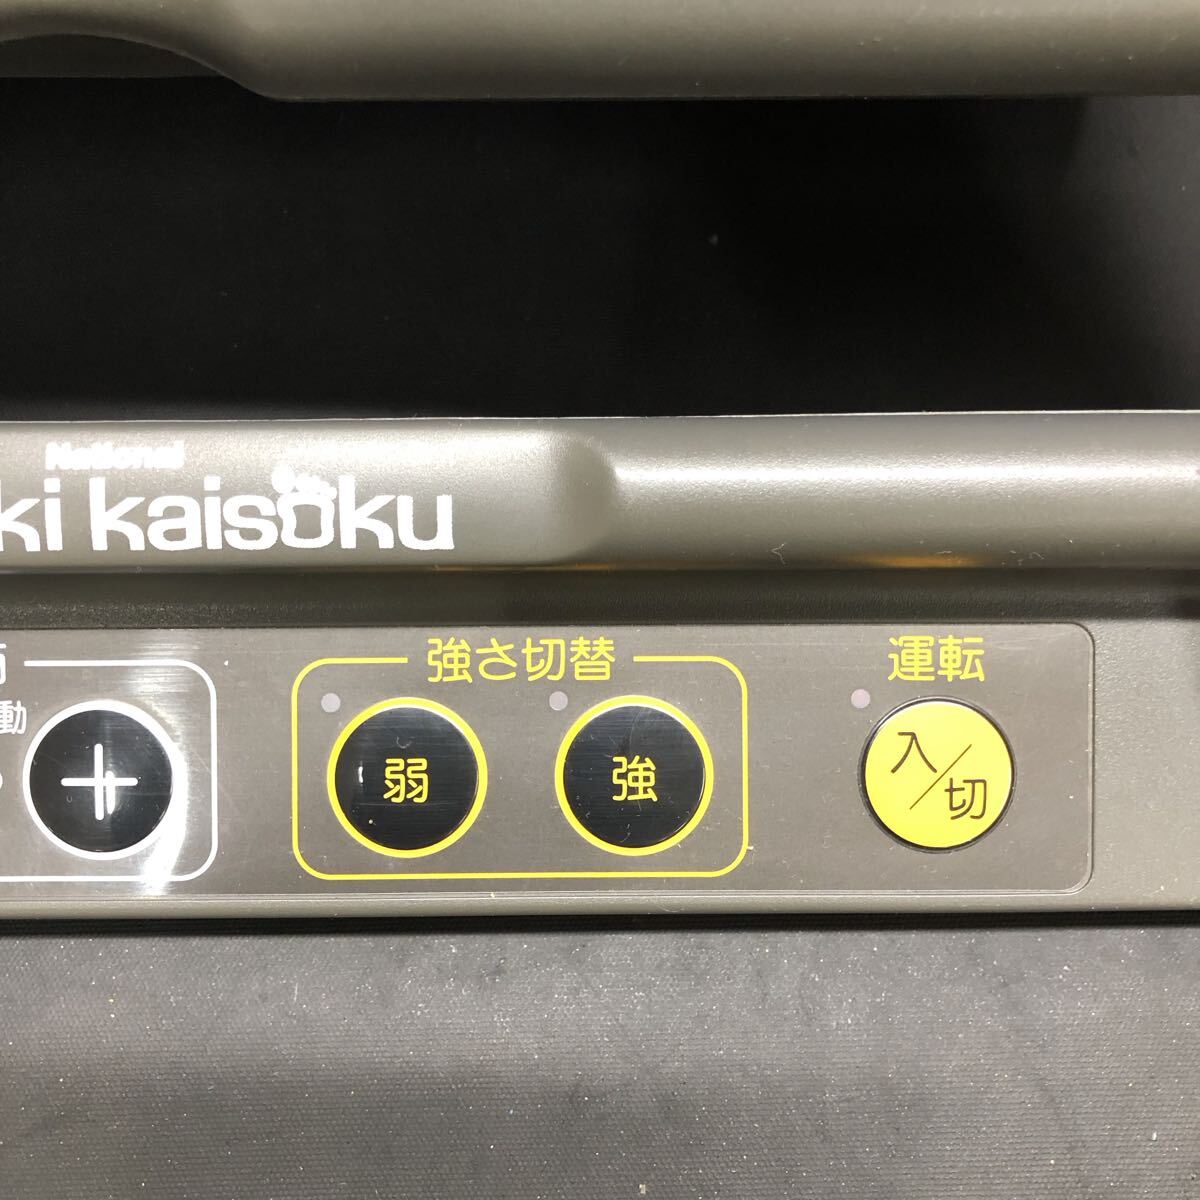 National
ki kaisoku
動
+
強さ切替
弱
強
運転
入/切